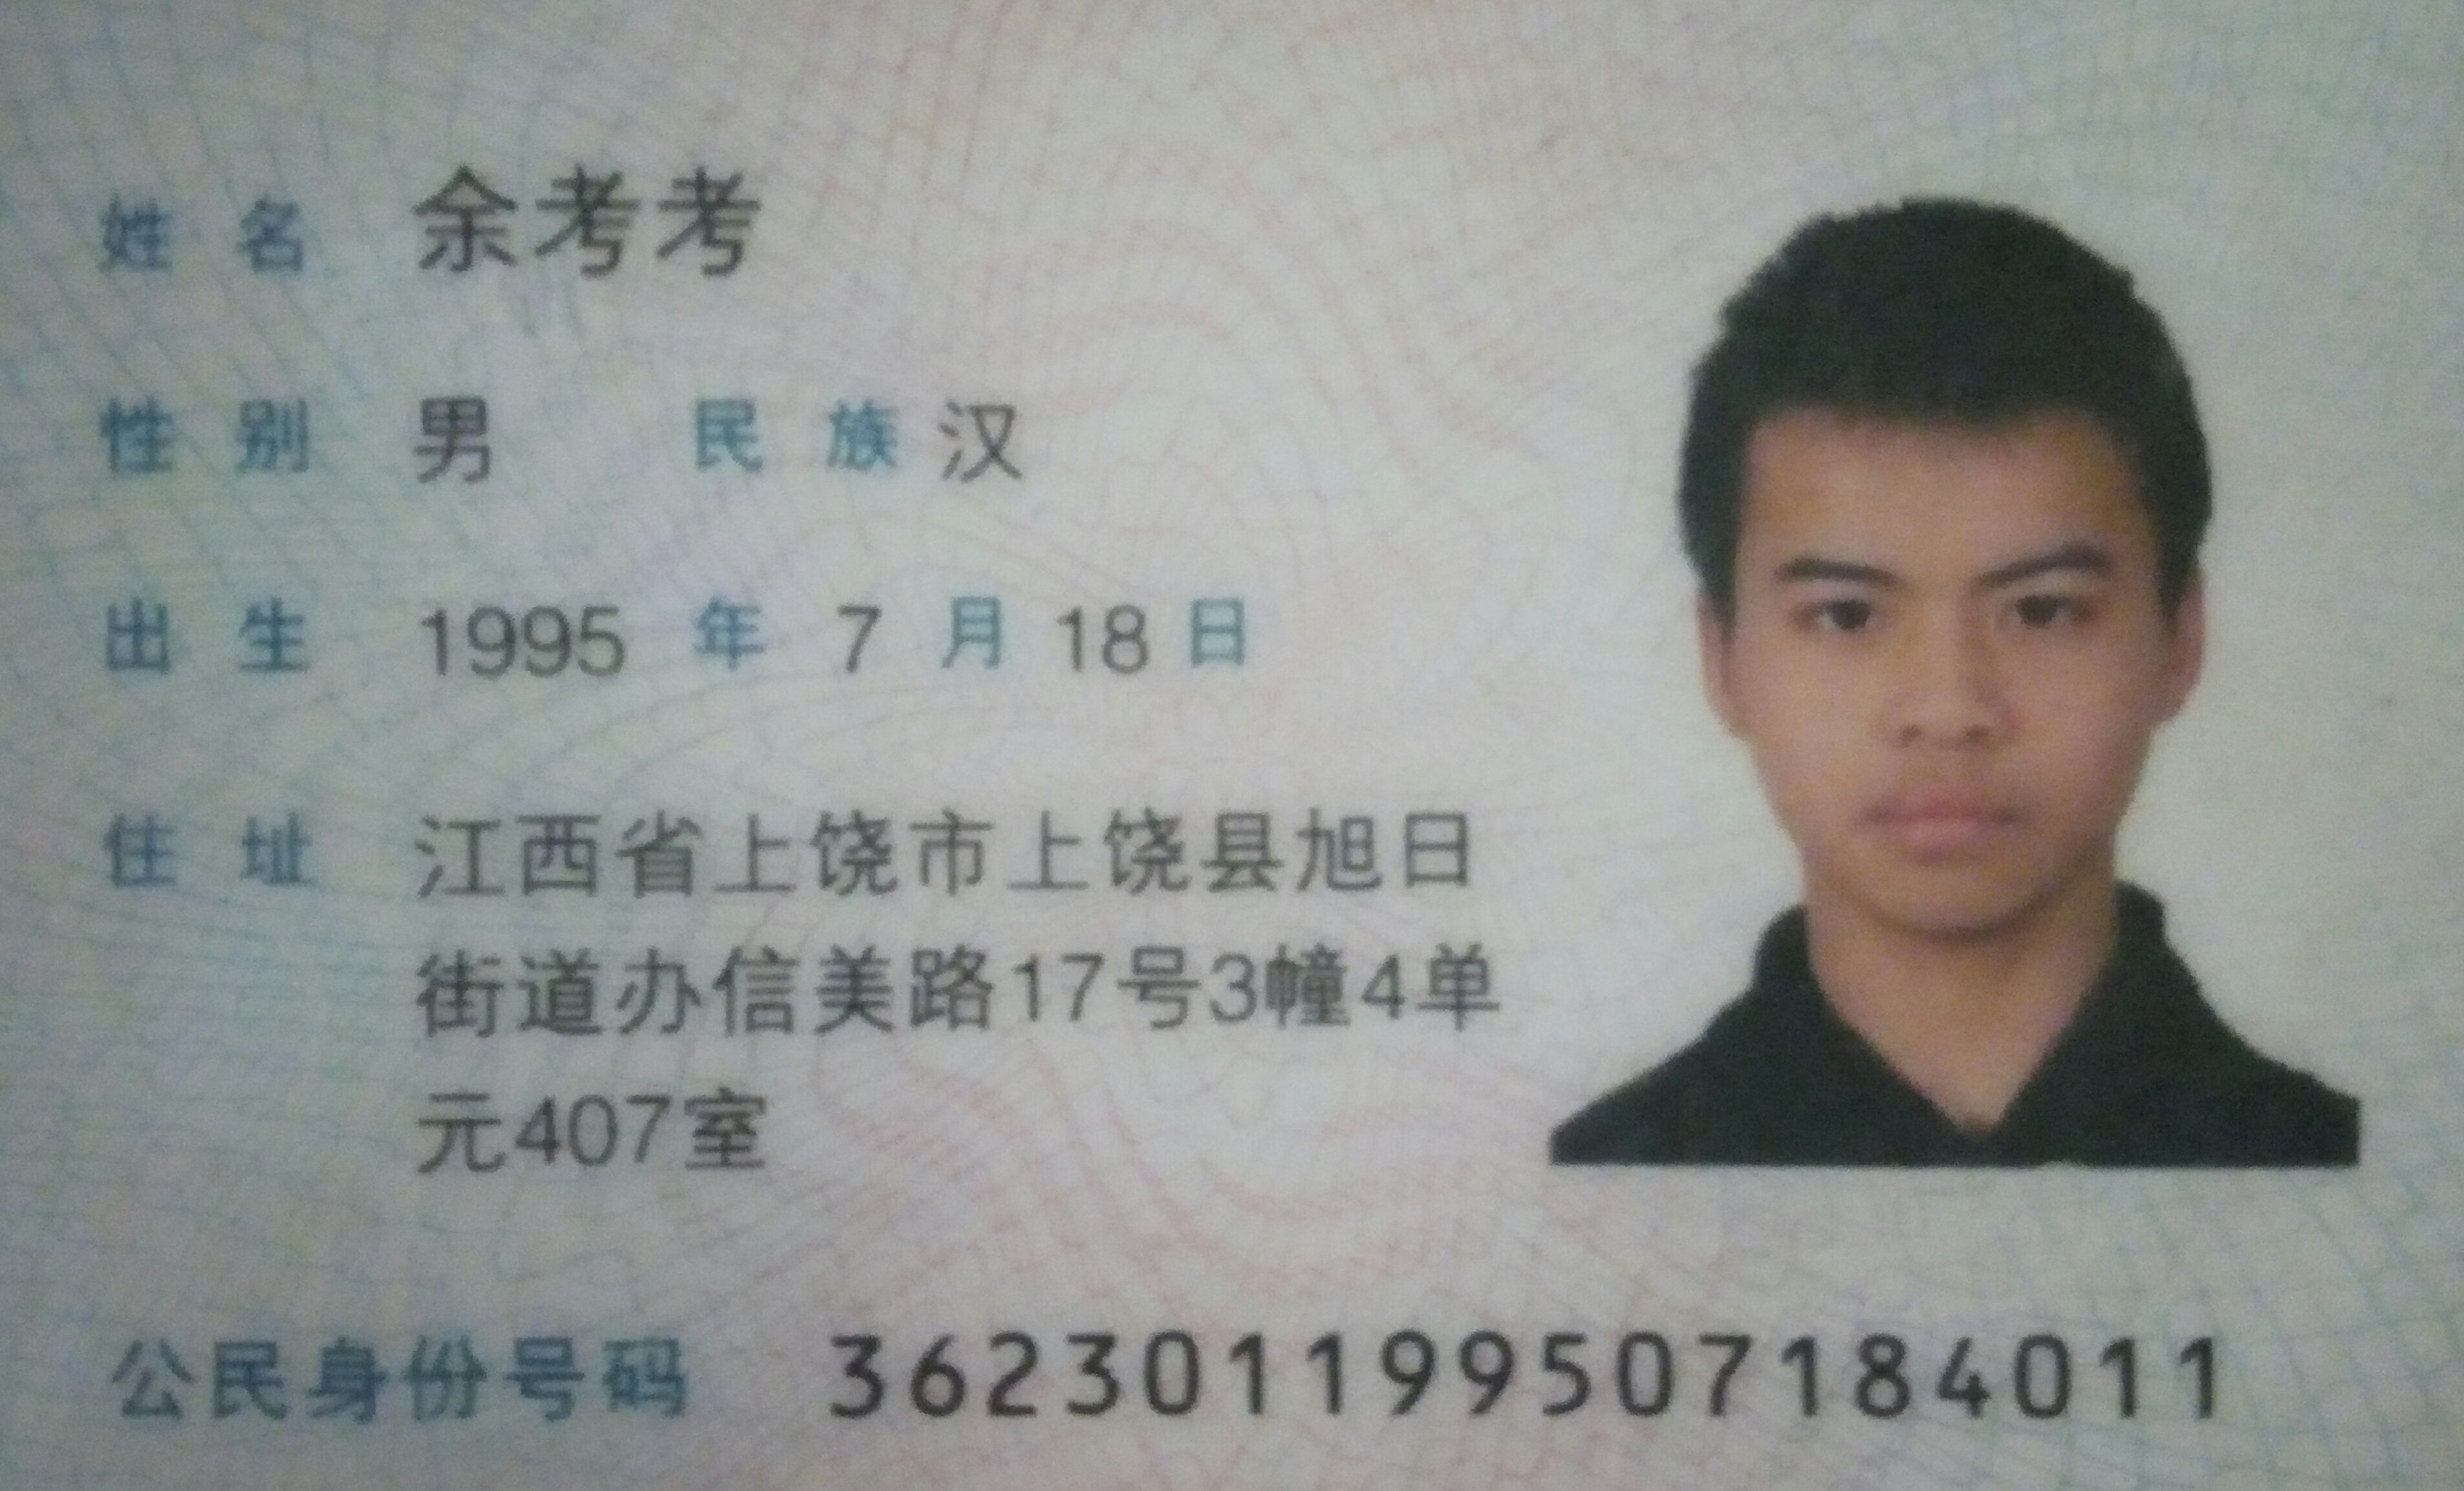 姓名 余考考
性别 男 民族 汉
出生 1995 年 7 月 18 日
住址 江西省上饶市上饶县旭日
街道办信美路17号3幢4单
元407室
公民身份号码 362301199507184011